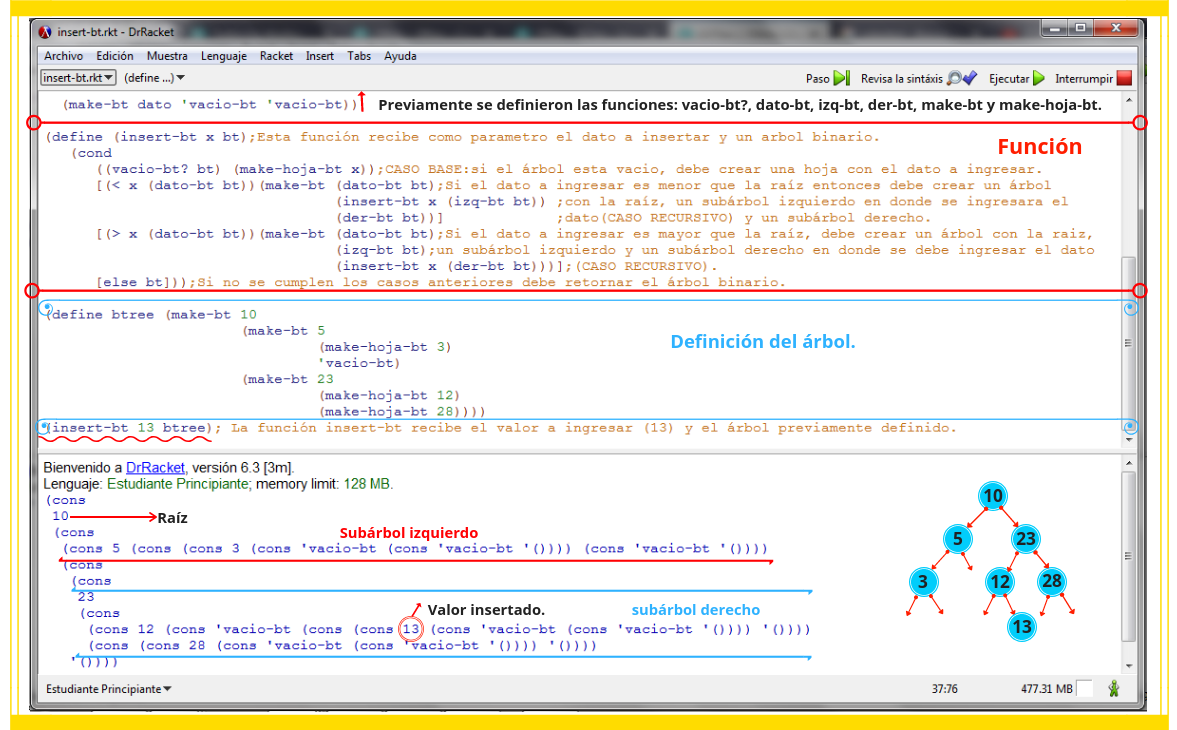 insert-bt.rkt - DrRacket
Archivo Edición Muestra Lenguaje Racket Insert Tabs Ayuda
insert-bt.rkt (define ...) Paso Revisa la sintáxis Ejecutar Interrumpir
(make-bt dato 'vacio-bt 'vacio-bt)) Previamente se definieron las funciones: vacio-bt?, dato-bt, izq-bt, der-bt, make-bt y make-hoja-bt.
(define (insert-bt x bt);Esta función recibe como parametro el dato a insertar y un arbol binario.
Función
(cond
((vacio-bt? bt) (make-hoja-bt x));CASO BASE:si el árbol esta vacio, debe crear una hoja con el dato a ingresar.
[(< x (dato-bt bt))(make-bt (dato-bt bt);Si el dato a ingresar es menor que la raíz entonces debe crear un árbol
(insert-bt x (izq-bt bt)) ;con la raíz, un subárbol izquierdo en donde se ingresara el
(der-bt bt))] ;dato(CASO RECURSIVO) y un subárbol derecho.
[(> x (dato-bt bt))(make-bt (dato-bt bt);Si el dato a ingresar es mayor que la raíz, debe crear un árbol con la raiz,
(izq-bt bt);un subárbol izquierdo y un subárbol derecho en donde se debe ingresar el dato
(insert-bt x (der-bt bt)))];(CASO RECURSIVO).
[else bt]));Si no se cumplen los casos anteriores debe retornar el árbol binario.
(define btree (make-bt 10
(make-bt 5
Definición del árbol.
(make-hoja-bt 3)
'vacio-bt)
(make-bt 23
(make-hoja-bt 12)
(make-hoja-bt 28))))
(insert-bt 13 btree); La función insert-bt recibe el valor a ingresar (13) y el árbol previamente definido.
Bienvenido a DrRacket, versión 6.3 [3m].
Lenguaje: Estudiante Principiante; memory limit: 128 MB.
(cons
10 Raíz
(cons
Subárbol izquierdo
(cons 5 (cons (cons 3 (cons 'vacio-bt (cons 'vacio-bt '()))) (cons 'vacio-bt '())))
(cons
(cons
23
(cons
Valor insertado. subárbol derecho
(cons 12 (cons 'vacio-bt (cons (cons 13 (cons 'vacio-bt (cons 'vacio-bt '()))) '())))
(cons (cons 28 (cons 'vacio-bt (cons 'vacio-bt '()))) '())))
'())))
10
5 23
3 12 28
13
Estudiante Principiante 37:76 477.31 MB